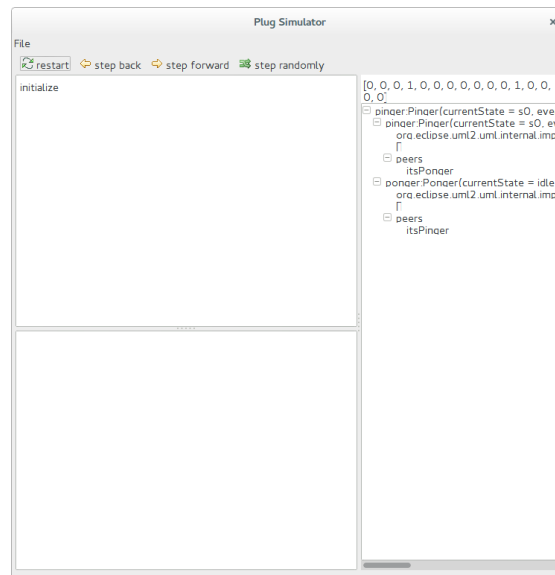 Plug Simulator
×
File
restart step back step forward step randomly
initialize
[0, 0, 0, 1, 0, 0, 0, 0, 0, 0, 0, 1, 0, 0,
0, 0]
pinger:Pinger(currentState = s0, eve
pinger:Pinger(currentState = s0, ev
org.eclipse.uml2.uml.internal.imp
[]
peers
itsPonger
ponger:Ponger(currentState = idle
org.eclipse.uml2.uml.internal.imp
[]
peers
itsPinger